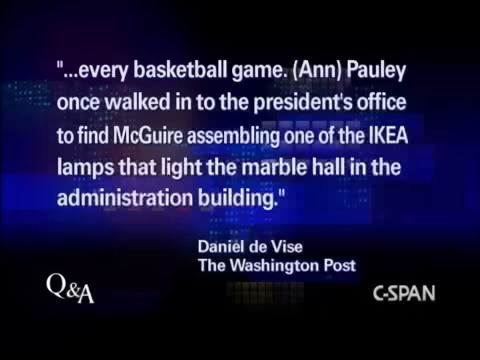 "...every basketball game. (Ann) Pauley
once walked in to the president's office
to find McGuire assembling one of the IKEA
lamps that light the marble hall in the
administration building."
Daniel de Vise
The Washington Post
Q&A
C-SPAN